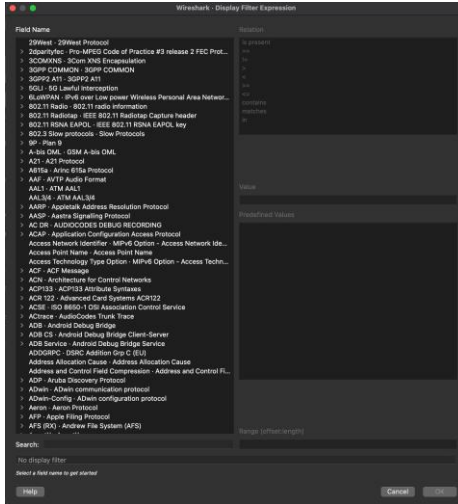 Wireshark · Display Filter Expression
Field Name
29West · 29West Protocol
2dparityfec · Pro-MPEG Code of Practice #3 release 2 FEC Prot...
3COMXNS · 3Com XNS Encapsulation
3GPP COMMON · 3GPP COMMON
3GPP2 A11 · 3GPP2 A11
5GLI · 5G Lawful Interception
6LoWPAN · IPv6 over Low power Wireless Personal Area Networ...
802.11 Radio · 802.11 radio information
802.11 Radiotap · IEEE 802.11 Radiotap Capture header
802.11 RSNA EAPOL · IEEE 802.11 RSNA EAPOL key
802.3 Slow protocols · Slow Protocols
9P · Plan 9
A-bis OML · GSM A-bis OML
A21 · A21 Protocol
A615a · Arinc 615a Protocol
AAF · AVTP Audio Format
AAL1 · ATM AAL1
AAL3/4 · ATM AAL3/4
AARP · Appletalk Address Resolution Protocol
AASP · Aastra Signalling Protocol
AC DR · AUDIOCODES DEBUG RECORDING
ACAP · Application Configuration Access Protocol
Access Network Identifier · MIPv6 Option - Access Network Ide...
Access Point Name · Access Point Name
Access Technology Type Option · MIPv6 Option - Access Techn...
ACF · ACF Message
ACN · Architecture for Control Networks
ACP133 · ACP133 Attribute Syntaxes
ACR 122 · Advanced Card Systems ACR122
ACSE · ISO 8650-1 OSI Association Control Service
ACtrace · AudioCodes Trunk Trace
ADB · Android Debug Bridge
ADB CS · Android Debug Bridge Client-Server
ADB Service · Android Debug Bridge Service
ADDGRPC · DSRC Addition Grp C (EU)
Address Allocation Cause · Address Allocation Cause
Address and Control Field Compression · Address and Control Fi...
ADP · Aruba Discovery Protocol
ADwin · ADwin communication protocol
ADwin-Config · ADwin configuration protocol
Aeron · Aeron Protocol
AFP · Apple Filing Protocol
AFS (RX) · Andrew File System (AFS)
Search:
No display filter
Select a field name to get started
Help
Relation
is present
==
!=
>
<
>=
<=
contains
matches
in
Value
Predefined Values
Range (offset:length)
Cancel
OK